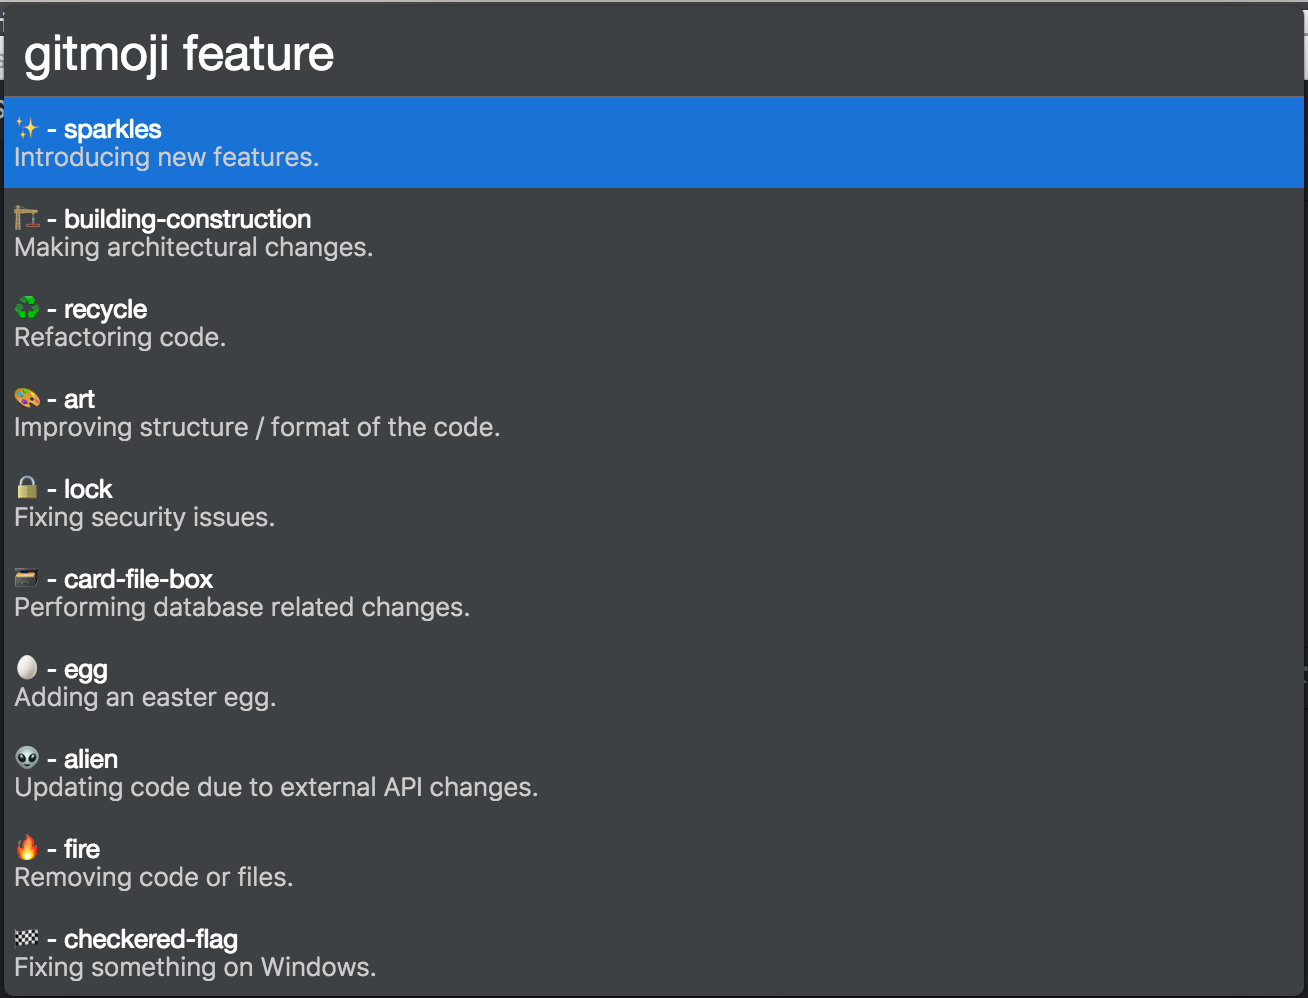 gitmoji feature
✨ - sparkles
Introducing new features.
🏗 - building-construction
Making architectural changes.
♻️ - recycle
Refactoring code.
🎨 - art
Improving structure / format of the code.
🔒 - lock
Fixing security issues.
🗃 - card-file-box
Performing database related changes.
🥚 - egg
Adding an easter egg.
👽 - alien
Updating code due to external API changes.
🔥 - fire
Removing code or files.
🏁 - checkered-flag
Fixing something on Windows.